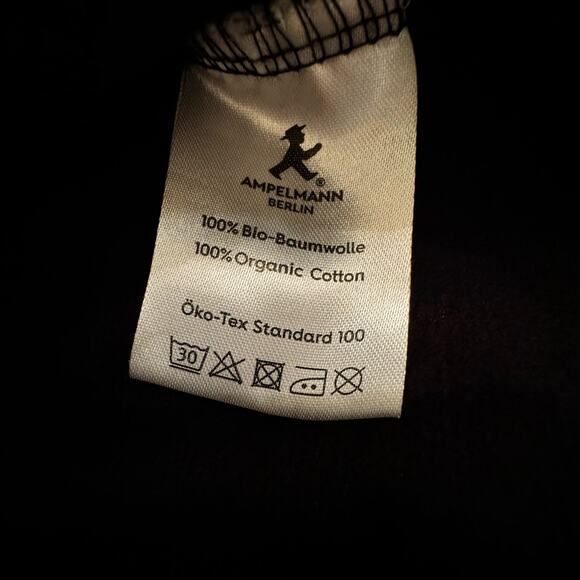 AMPELMANN®
BERLIN
100% Bio-Baumwolle
100% Organic Cotton
Öko-Tex Standard 100
30